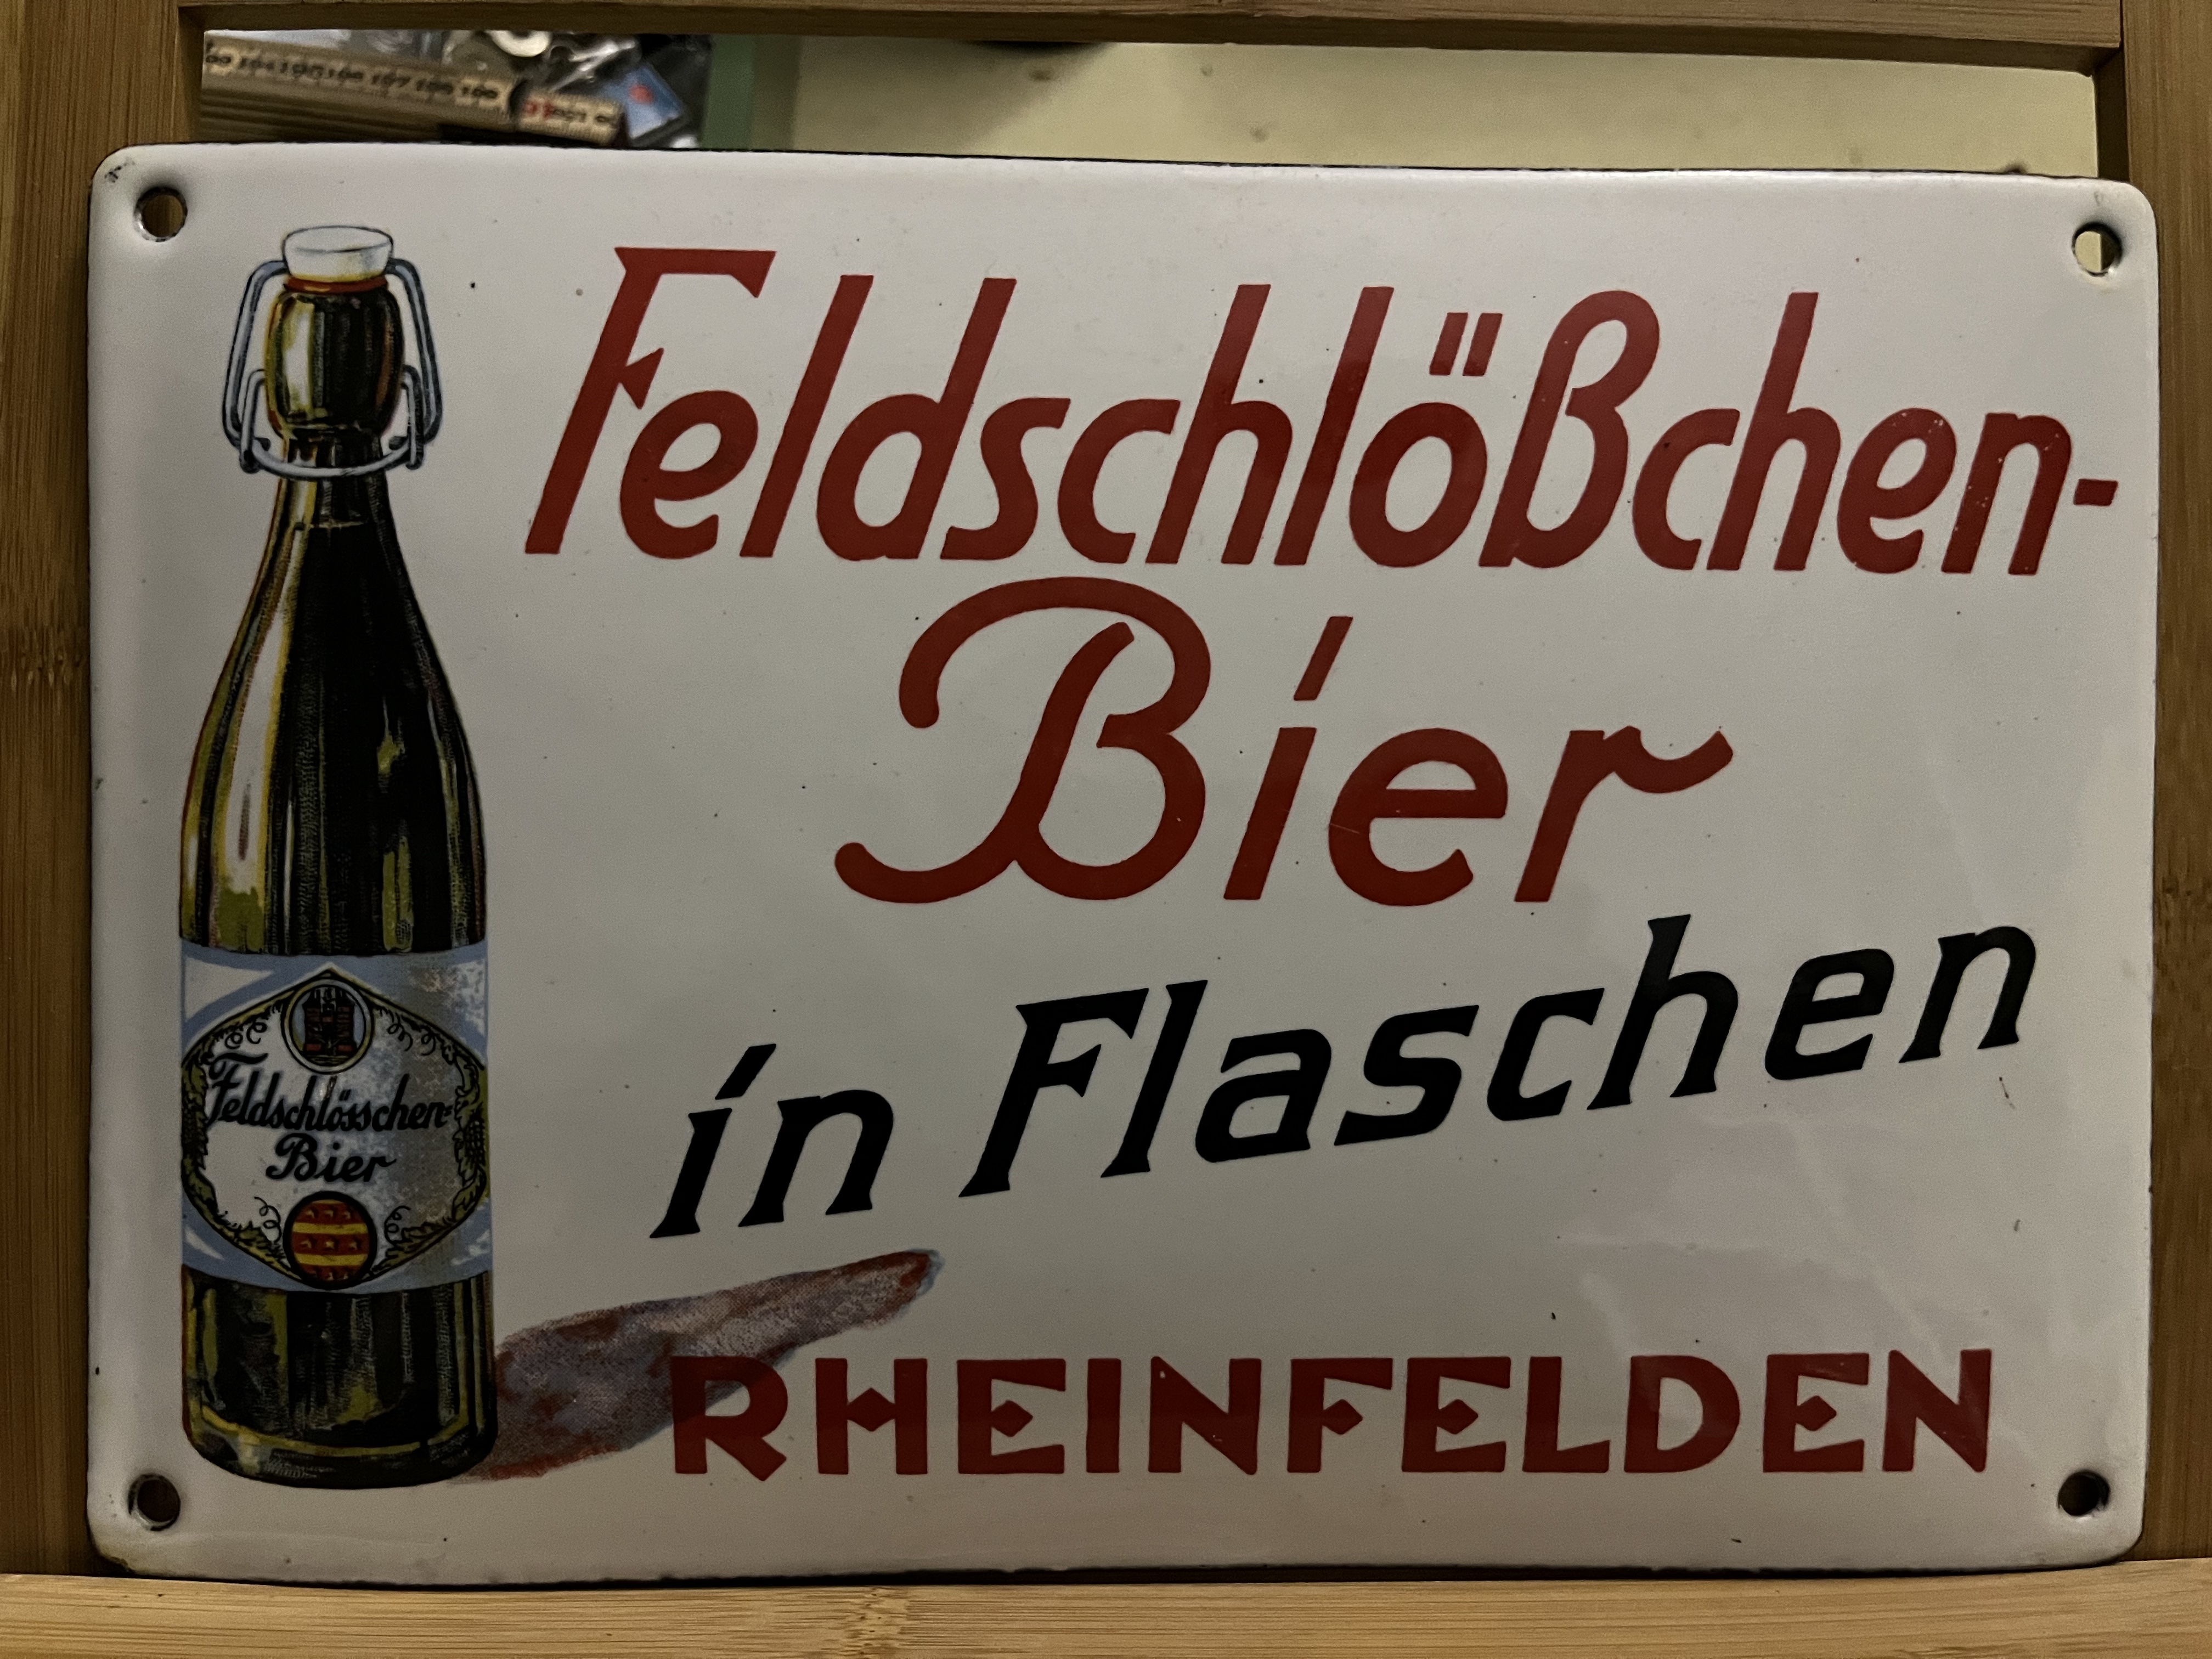 Feldschlößchen-
Bier
in Flaschen
RHEINFELDEN
Feldschlösschen-
Bier